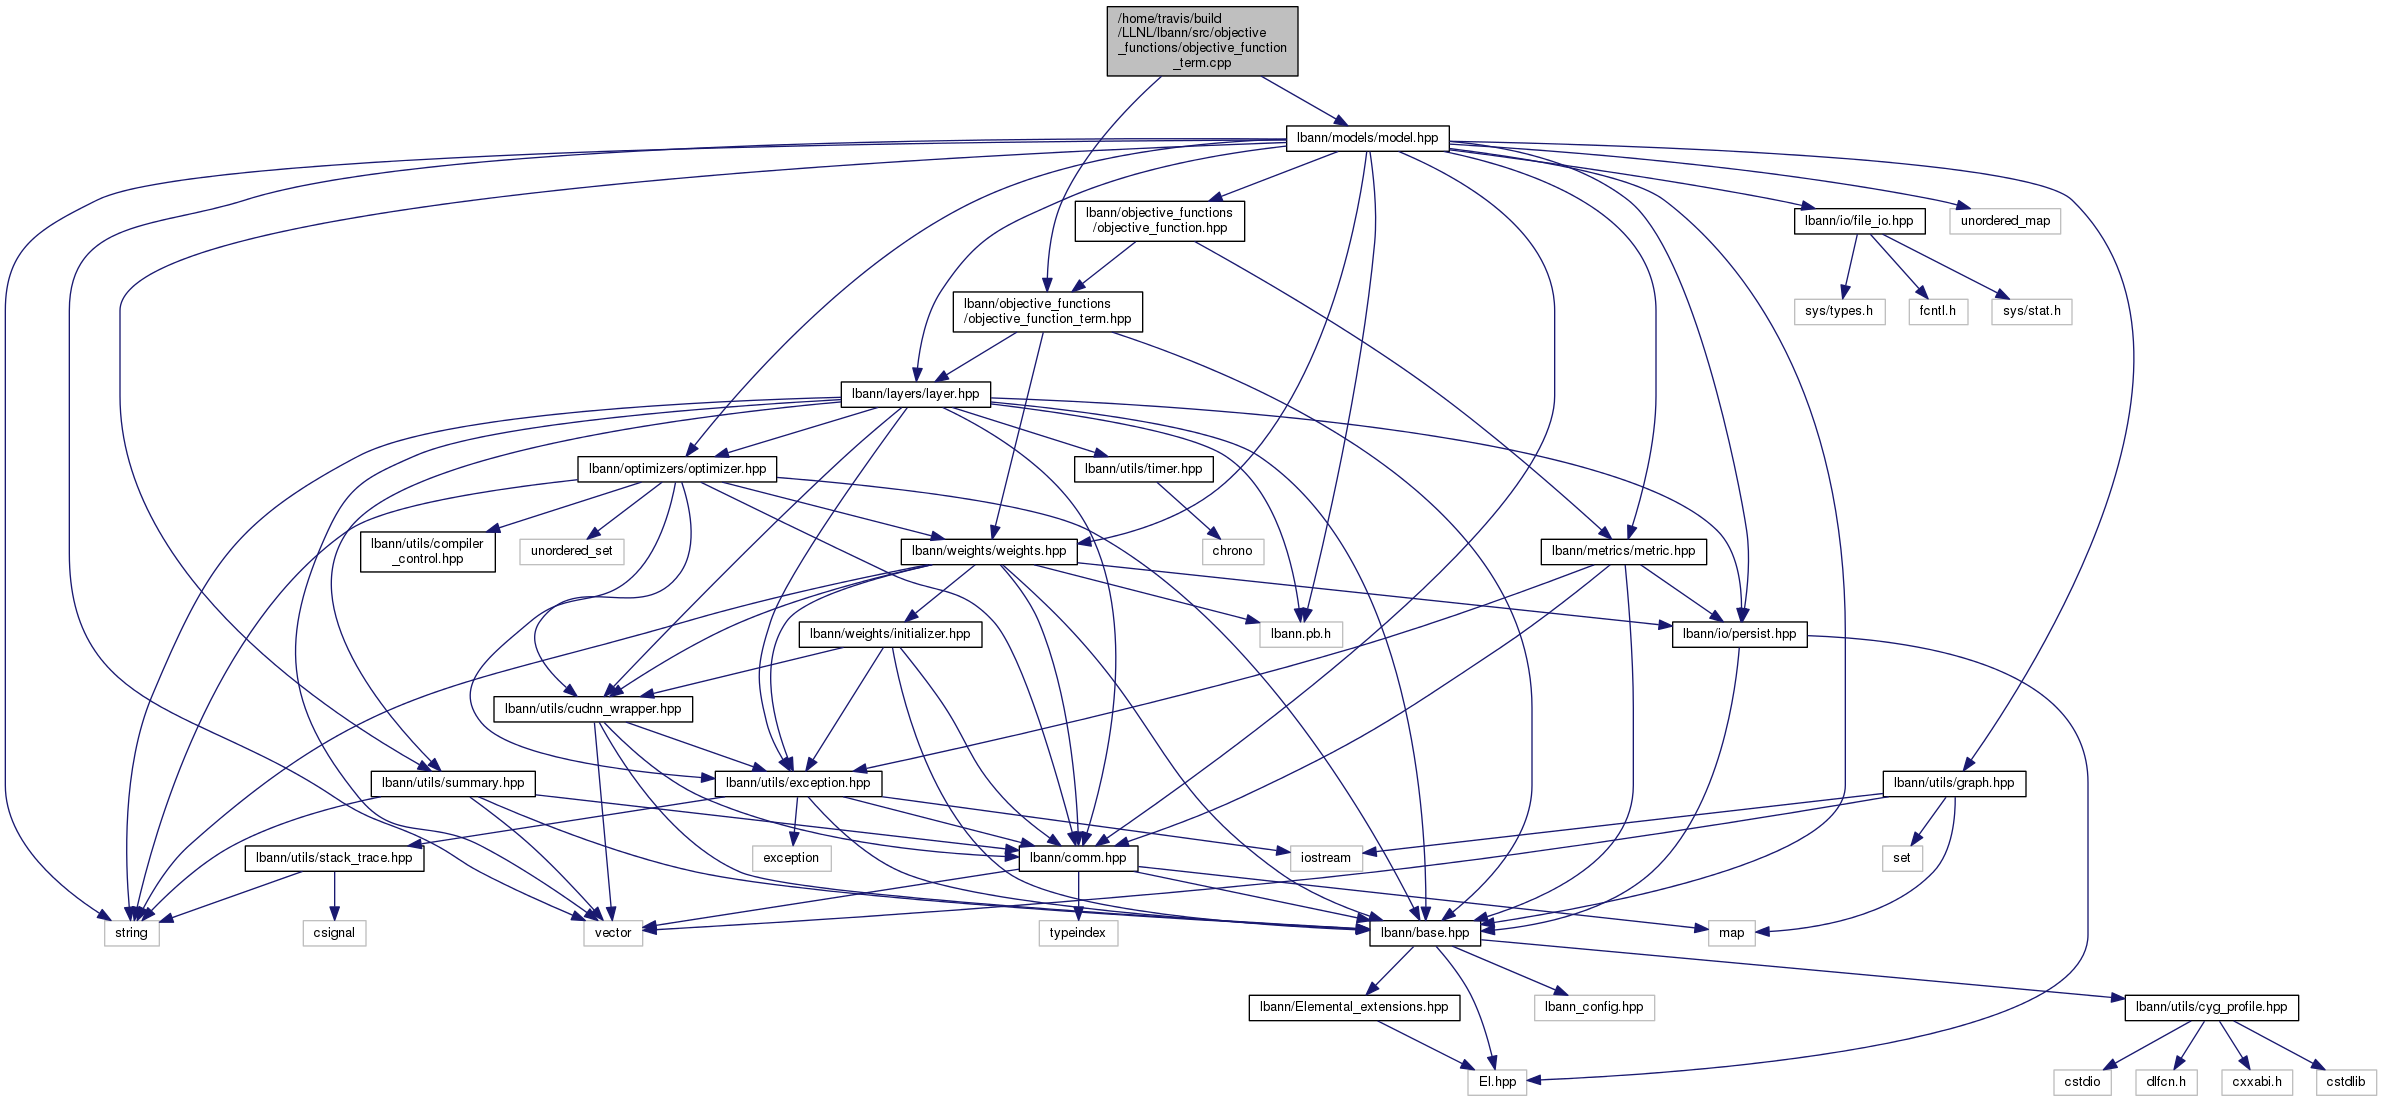 /home/travis/build
/LLNL/lbann/src/objective
_functions/objective_function
_term.cpp
lbann/models/model.hpp
lbann/objective_functions
/objective_function.hpp
lbann/io/file_io.hpp
unordered_map
lbann/objective_functions
/objective_function_term.hpp
sys/types.h
fcntl.h
sys/stat.h
lbann/layers/layer.hpp
lbann/optimizers/optimizer.hpp
lbann/utils/timer.hpp
lbann/utils/compiler
_control.hpp
unordered_set
lbann/weights/weights.hpp
chrono
lbann/metrics/metric.hpp
lbann/weights/initializer.hpp
lbann.pb.h
lbann/io/persist.hpp
lbann/utils/cudnn_wrapper.hpp
lbann/utils/summary.hpp
lbann/utils/exception.hpp
lbann/utils/graph.hpp
lbann/utils/stack_trace.hpp
exception
lbann/comm.hpp
iostream
set
string
csignal
vector
typeindex
lbann/base.hpp
map
lbann/Elemental_extensions.hpp
lbann_config.hpp
lbann/utils/cyg_profile.hpp
El.hpp
cstdio
dlfcn.h
cxxabi.h
cstdlib